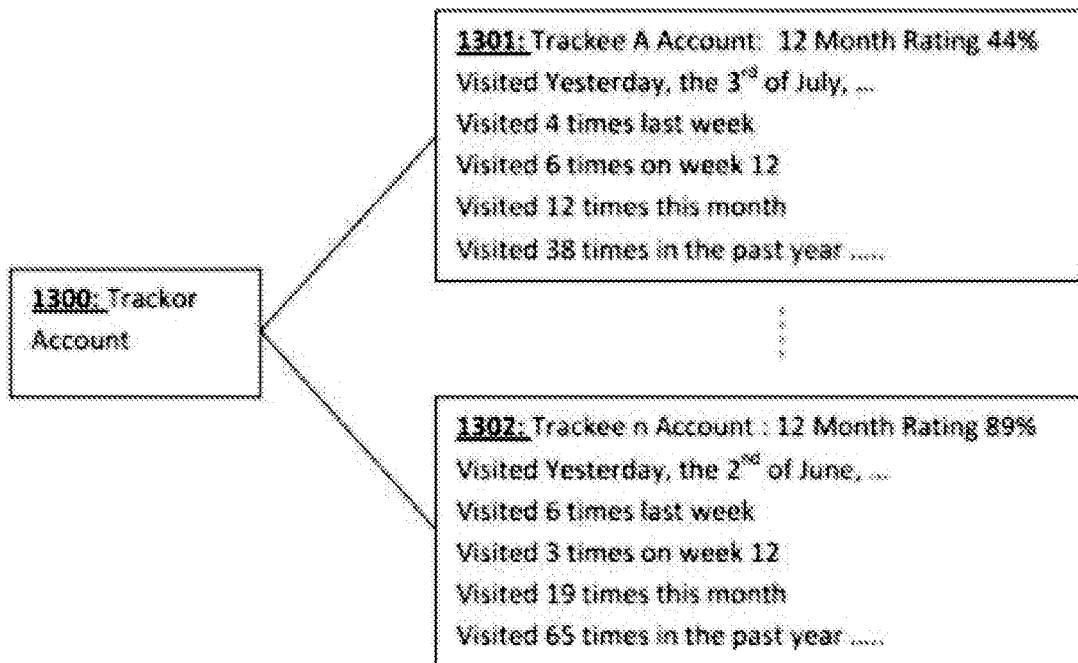 1301: Trackee A Account: 12 Month Rating 44%
Visited Yesterday, the 3rd of July, ...
Visited 4 times last week
Visited 6 times on week 12
Visited 12 times this month
Visited 38 times in the past year .....
1300: Trackor
Account
1302: Trackee n Account : 12 Month Rating 89%
Visited Yesterday, the 2nd of June, ...
Visited 6 times last week
Visited 3 times on week 12
Visited 19 times this month
Visited 65 times in the past year .....